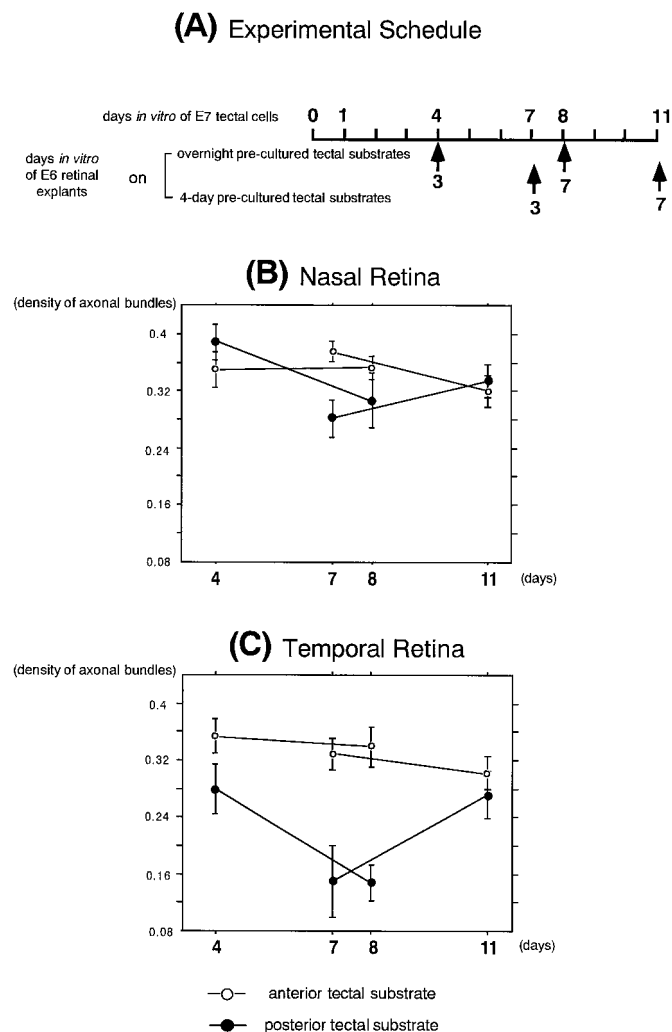 (A) Experimental Schedule
days in vitro of E7 tectal cells
0 1 4 7 8 11
days in vitro
of E6 retinal
explants
on
overnight pre-cultured tectal substrates
3 7
4-day pre-cultured tectal substrates
3 7
(B) Nasal Retina
(density of axonal bundles)
0.4
0.32
0.24
0.16
0.08
4 7 8 11 (days)
(C) Temporal Retina
(density of axonal bundles)
0.4
0.32
0.24
0.16
0.08
4 7 8 11 (days)
anterior tectal substrate
posterior tectal substrate